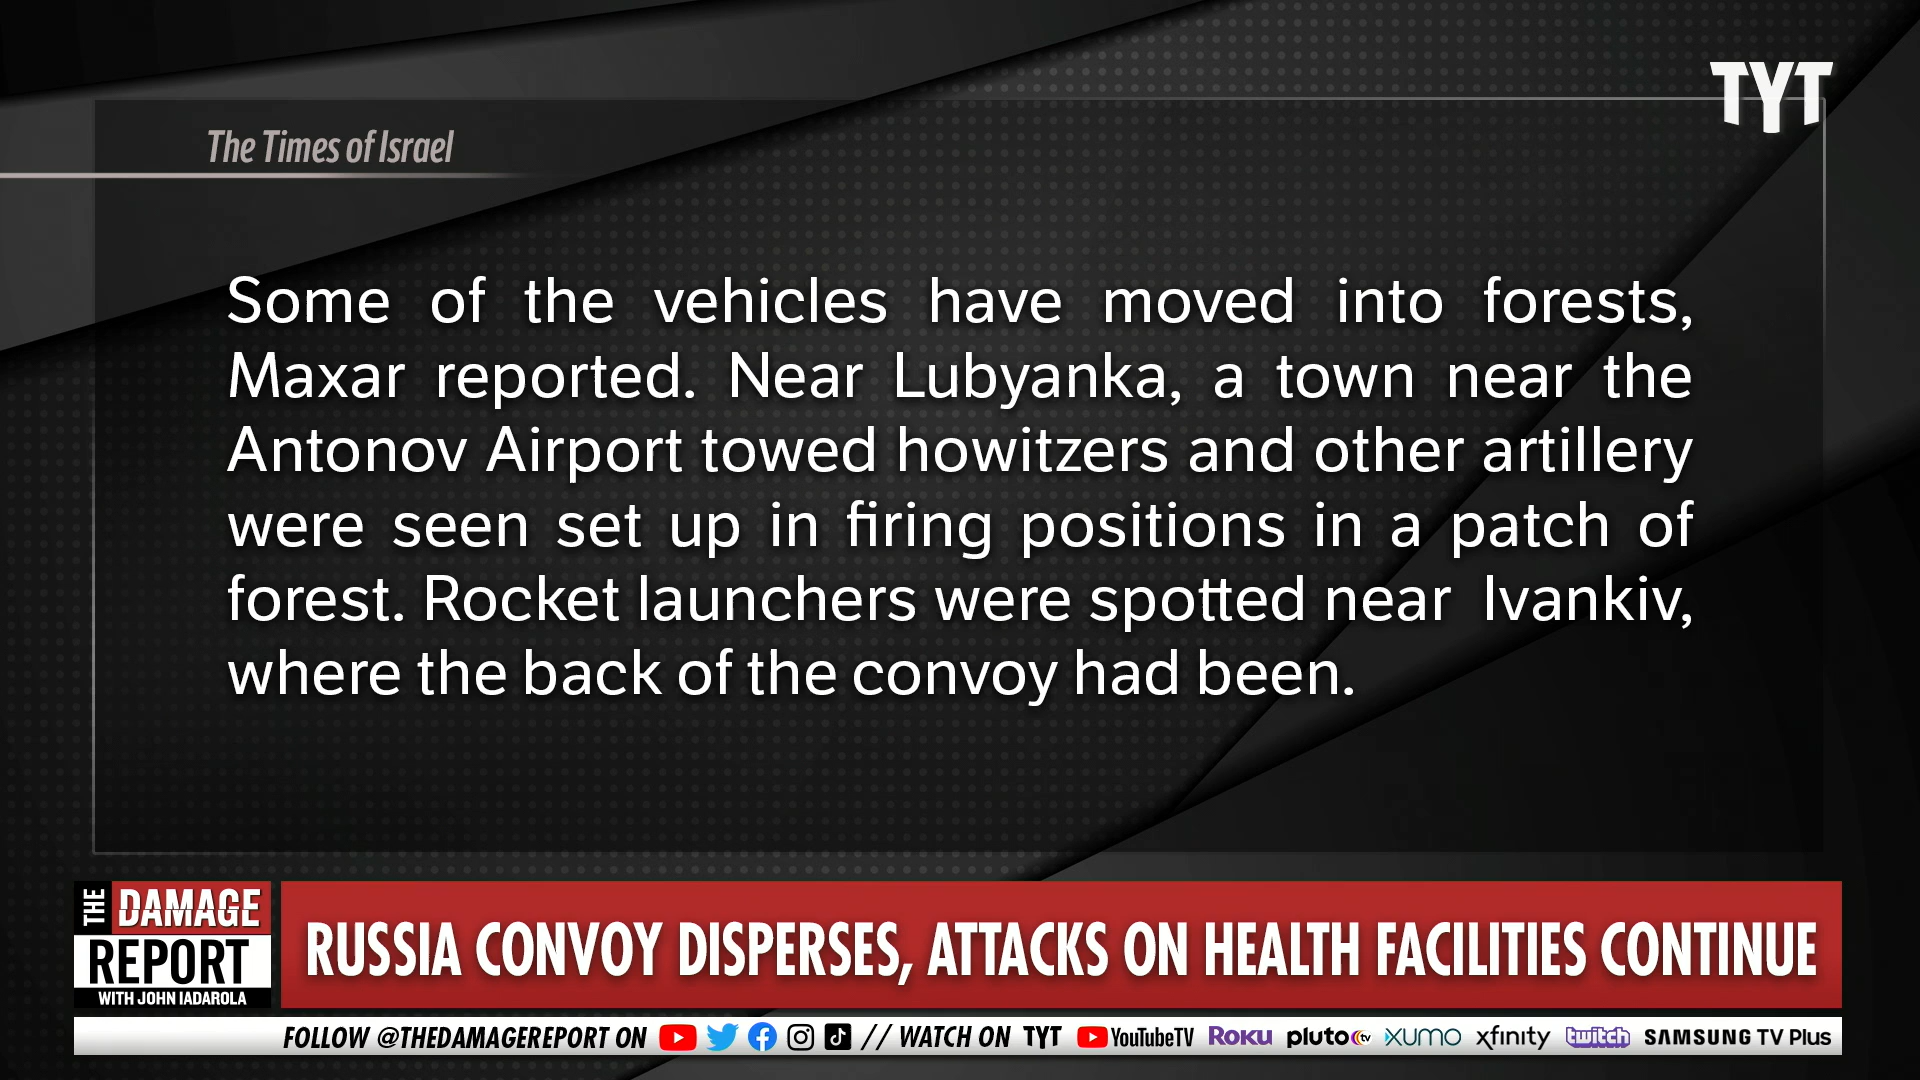 TYT
The Times of Israel
Some of the vehicles have moved into forests,
Maxar reported. Near Lubyanka, a town near the
Antonov Airport towed howitzers and other artillery
were seen set up in firing positions in a patch of
forest. Rocket launchers were spotted near Ivankiv,
where the back of the convoy had been.
THE DAMAGE
REPORT
WITH JOHN IADAROLA
RUSSIA CONVOY DISPERSES, ATTACKS ON HEALTH FACILITIES CONTINUE
FOLLOW @THEDAMAGEREPORT ON // WATCH ON TYT YouTubeTV ROKU pluto tv XUMO xfinity twitch SAMSUNG TV Plus